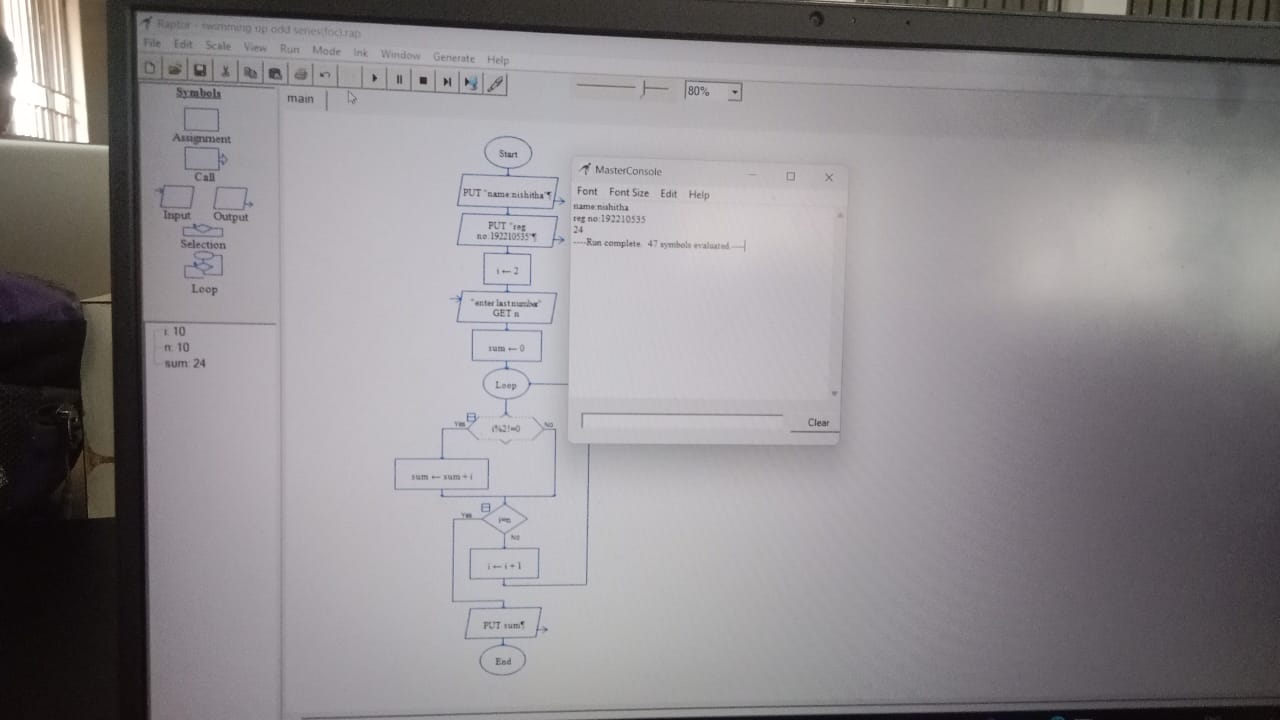 Raptor - swimming up odd series(foc).rap
File Edit Scale View Run Mode Ink Window Generate Help
80%
main
Symbols
Assignment
Call
Input Output
Selection
Loop
i: 10
n: 10
sum: 24
Start
PUT "name:nishitha"¶
PUT "reg
no:192210535"¶
i ← 2
"enter last number"
GET n
sum ← 0
Loop
Yes No
i%2!=0
sum ← sum + i
Yes
i=n
No
i ← i + 1
PUT sum¶
End
MasterConsole
Font Font Size Edit Help
name:nishitha
reg no:192210535
24
----Run complete. 47 symbols evaluated.----
Clear